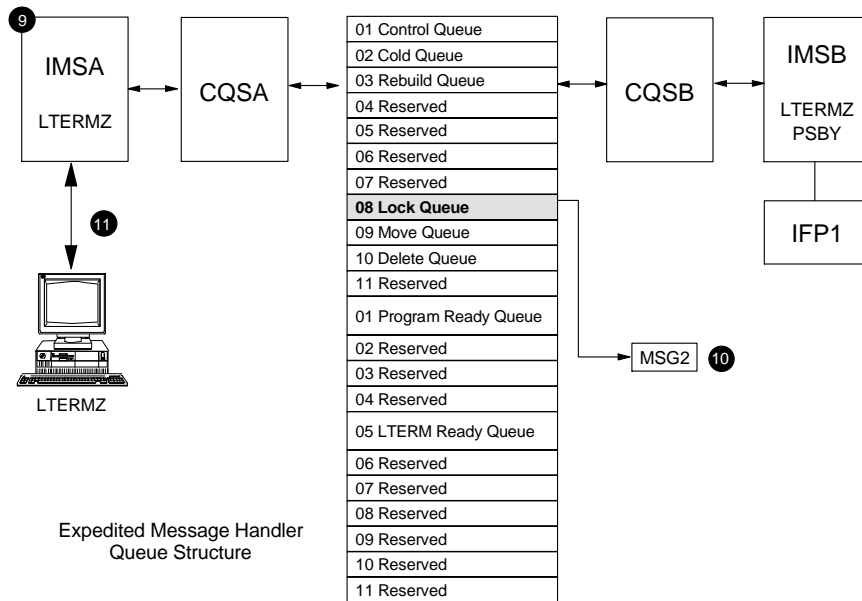 9
IMSA
LTERMZ
CQSA
01 Control Queue
02 Cold Queue
03 Rebuild Queue
04 Reserved
05 Reserved
06 Reserved
07 Reserved
08 Lock Queue
09 Move Queue
10 Delete Queue
11 Reserved
01 Program Ready Queue
02 Reserved
03 Reserved
04 Reserved
05 LTERM Ready Queue
06 Reserved
07 Reserved
08 Reserved
09 Reserved
10 Reserved
11 Reserved
CQSB
IMSB
LTERMZ
PSBY
IFP1
11
LTERMZ
MSG2
10
Expedited Message Handler
Queue Structure